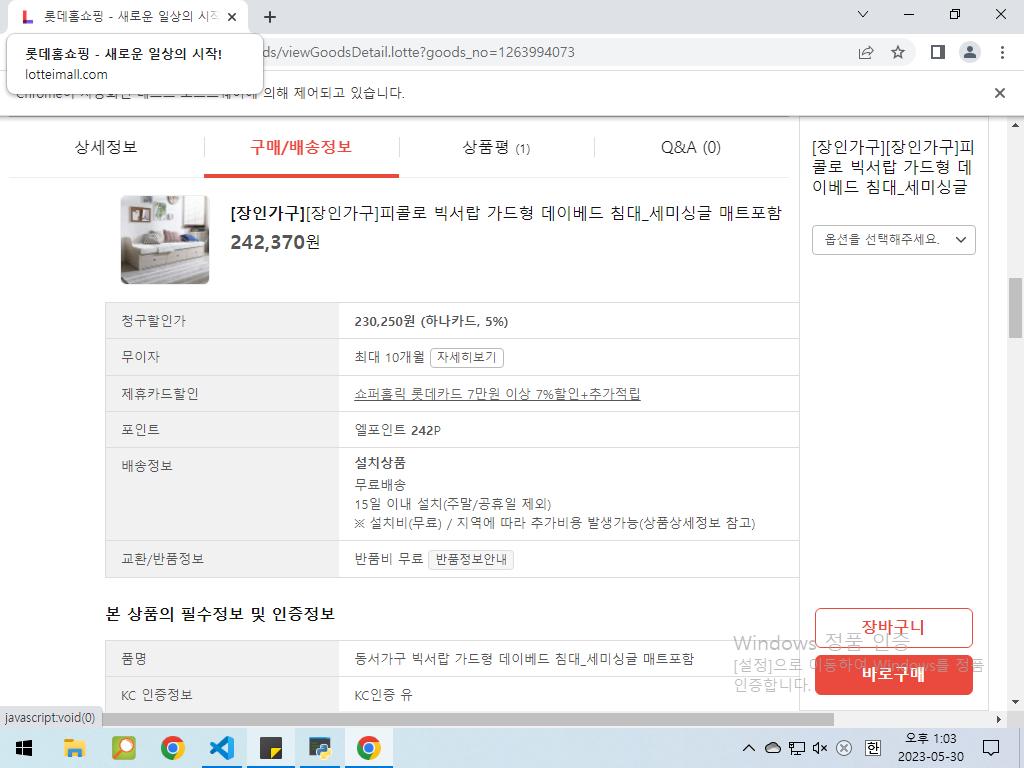 롯데홈쇼핑 - 새로운 일상의 시작
롯데홈쇼핑 - 새로운 일상의 시작!
lotteimall.com
ds/viewGoodsDetail.lotte?goods_no=1263994073
의해 제어되고 있습니다.
상세정보
구매/배송정보
상품평 (1)
Q&A (0)
[장인가구][장인가구]피콜로 빅서랍 가드형 데이베드 침대_세미싱글 매트포함
242,370원
청구할인가
230,250원 (하나카드, 5%)
무이자
최대 10개월 자세히보기
제휴카드할인
쇼퍼홀릭 롯데카드 7만원 이상 7%할인+추가적립
포인트
엘포인트 242P
배송정보
설치상품
무료배송
15일 이내 설치(주말/공휴일 제외)
※ 설치비(무료) / 지역에 따라 추가비용 발생가능(상품상세정보 참고)
교환/반품정보
반품비 무료 반품정보안내
본 상품의 필수정보 및 인증정보
품명
동서가구 빅서랍 가드형 데이베드 침대_세미싱글 매트포함
KC 인증정보
KC인증 유
[장인가구][장인가구]피
콜로 빅서랍 가드형 데
이베드 침대_세미싱글
옵션을 선택해주세요.
장바구니
바로구매
Windows 정품 인증
[설정]으로 이동하여 Windows를 정품
인증합니다.
javascript:void(0)
한
오후 1:03
2023-05-30